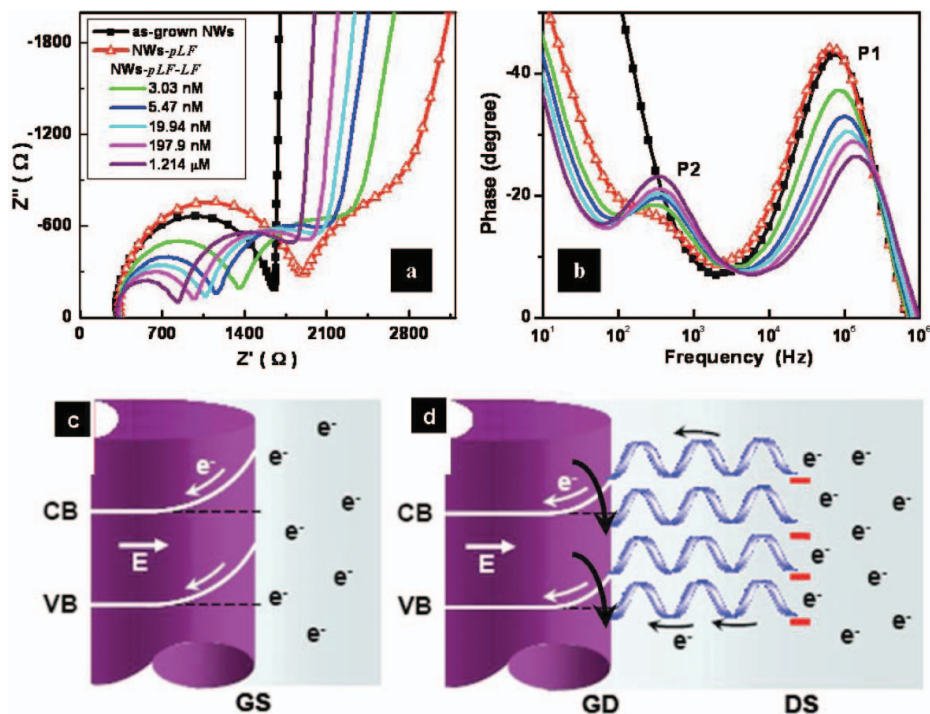 -1800
-1200
-600
0
Z'' ( Ω )
as-grown NWs
NWs-pLF
NWs-pLF-LF
3.03 nM
5.47 nM
19.94 nM
197.9 nM
1.214 μM
a
0 700 1400 2100 2800
Z' ( Ω )
-40
-20
0
Phase (degree)
P1
P2
b
10^1 10^2 10^3 10^4 10^5 10^6
Frequency (Hz)
c
e-
e-
e-
CB
e-
e-
E
e-
VB
e-
e-
GS
d
e-
e-
e-
e-
CB
e-
e-
E
e-
VB
e-
e-
e-
e-
GD DS